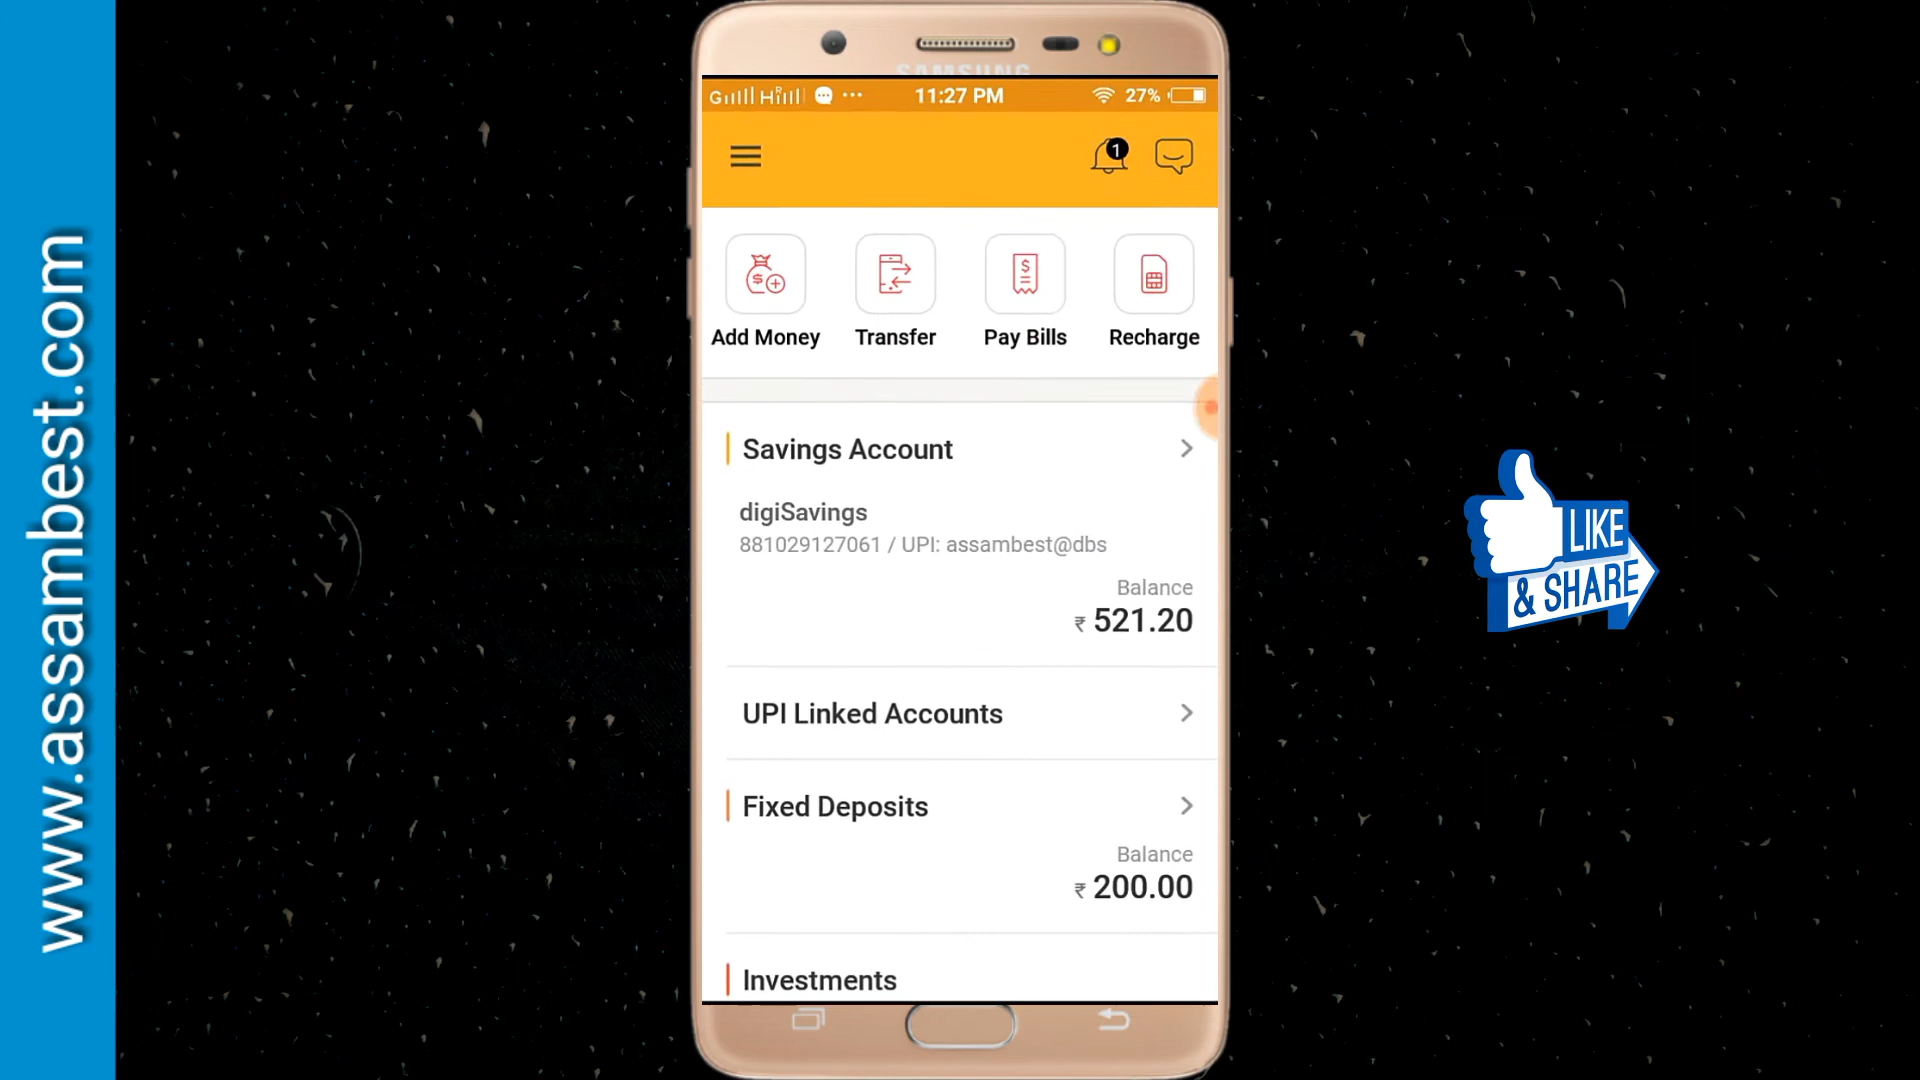 www.assambest.com
SAMSUNG
11:27 PM
27%
1
Add Money
Transfer
Pay Bills
Recharge
Savings Account
digiSavings
881029127061 / UPI: assambest@dbs
Balance
₹ 521.20
UPI Linked Accounts
Fixed Deposits
Balance
₹ 200.00
Investments
LIKE
& SHARE